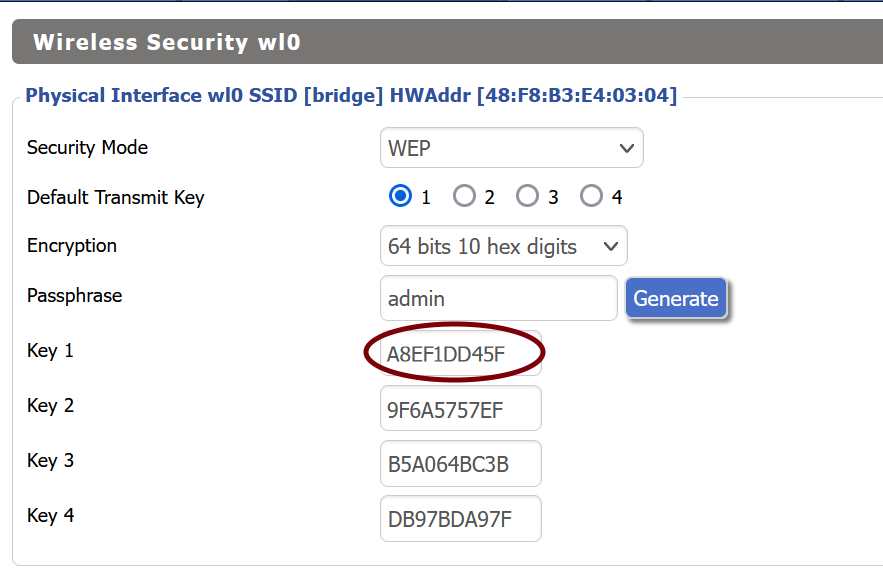 Wireless Security wl0
Physical Interface wl0 SSID [bridge] HWAddr [48:F8:B3:E4:03:04]
Security Mode WEP
Default Transmit Key 1 2 3 4
Encryption 64 bits 10 hex digits
Passphrase admin Generate
Key 1 A8EF1DD45F
Key 2 9F6A5757EF
Key 3 B5A064BC3B
Key 4 DB97BDA97F